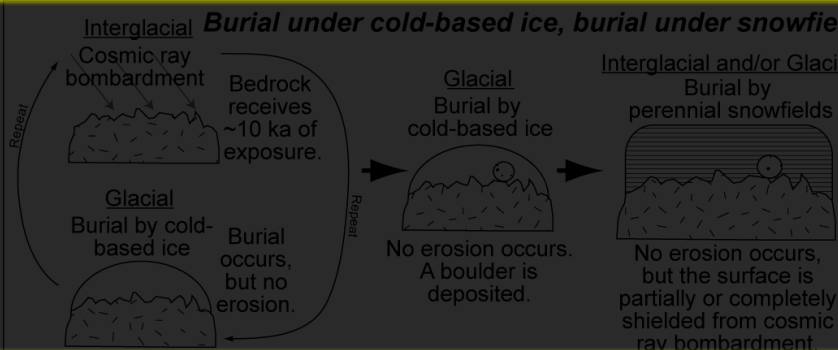 Burial under cold-based ice, burial under snowfie
Interglacial
Cosmic ray
bombardment
Repeat
Bedrock
receives
~10 ka of
exposure.
Glacial
Burial by cold-
based ice
Burial
occurs,
but no
erosion.
Repeat
Glacial
Burial by
cold-based ice
No erosion occurs.
A boulder is
deposited.
Interglacial and/or Glaci
Burial by
perennial snowfields
No erosion occurs,
but the surface is
partially or completely
shielded from cosmic
ray bombardment.